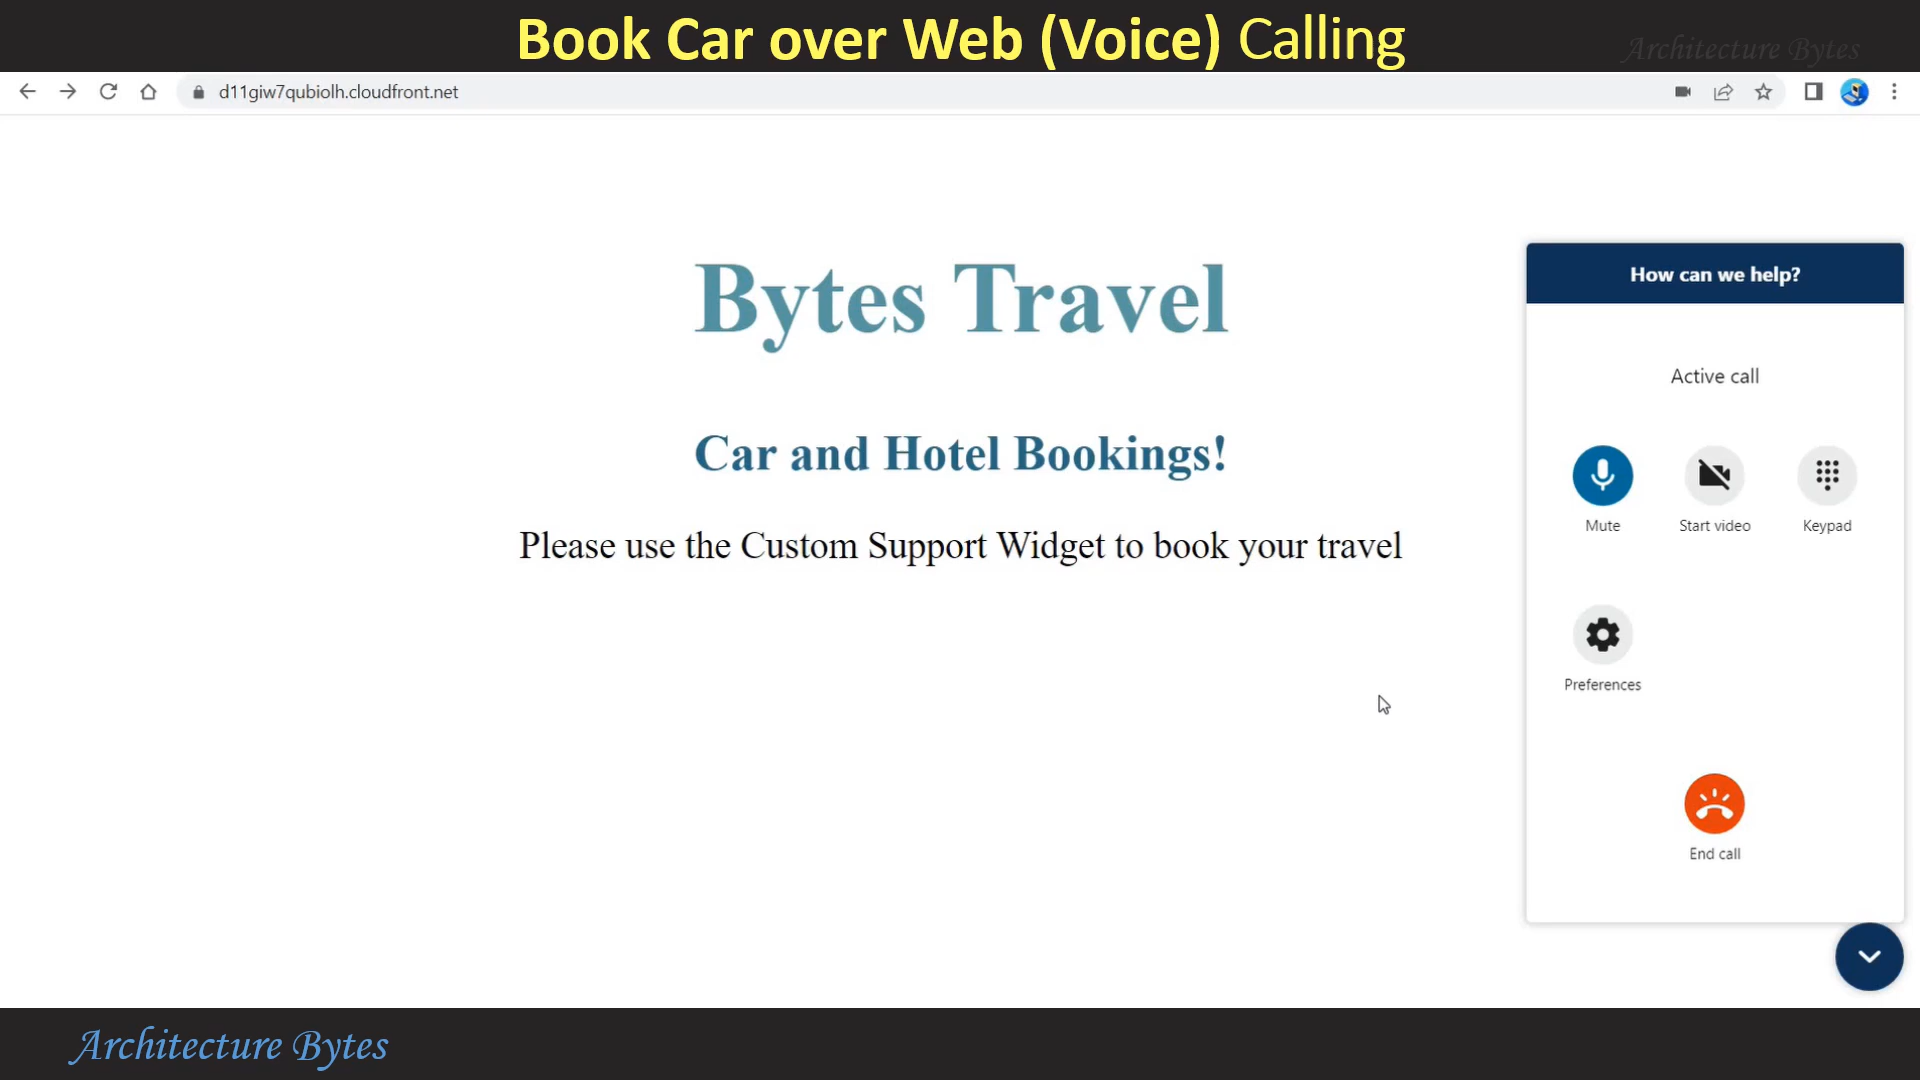 Book Car over Web (Voice) Calling
Architecture Bytes
d11giw7qubiolh.cloudfront.net
Bytes Travel
Car and Hotel Bookings!
Please use the Custom Support Widget to book your travel
How can we help?
Active call
Mute
Start video
Keypad
Preferences
End call
Architecture Bytes